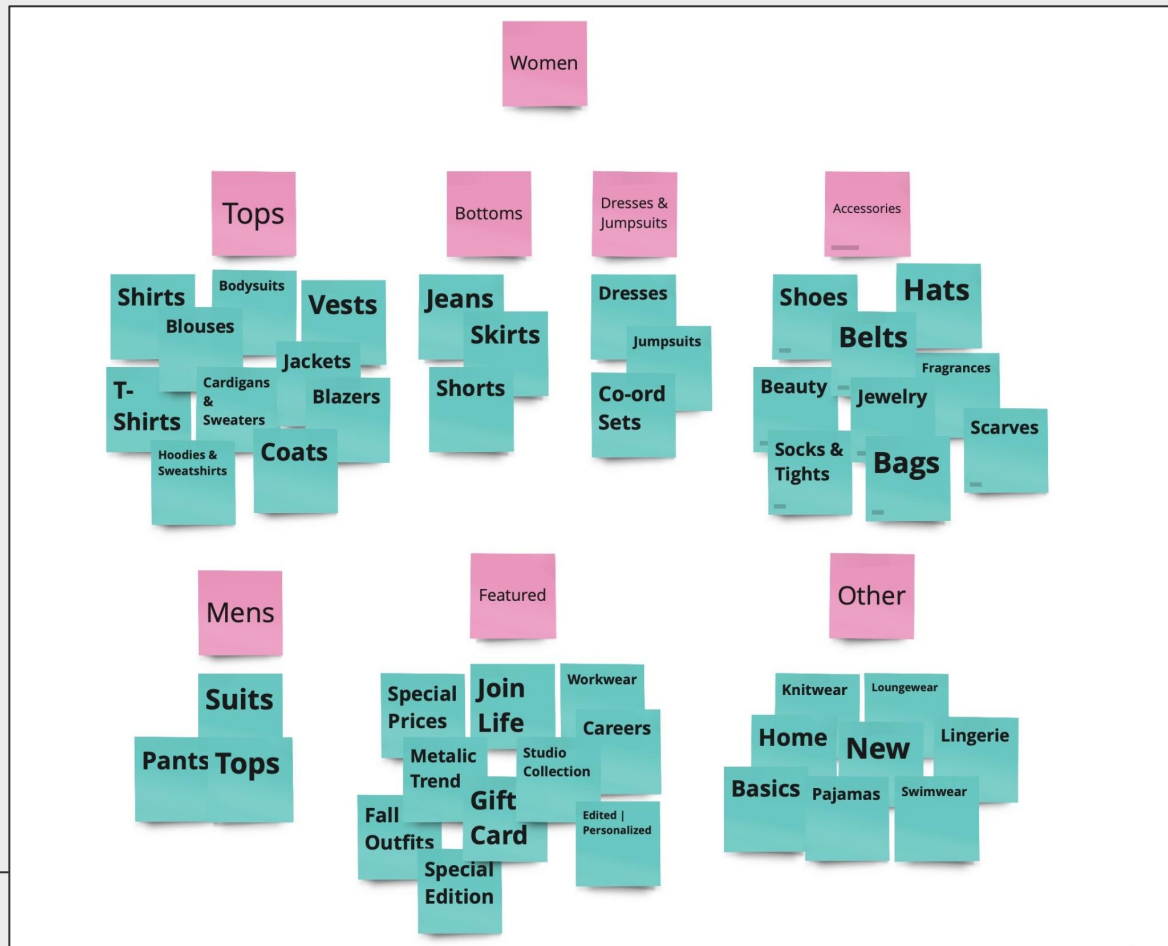 Women
Tops
Bottoms
Dresses &
Jumpsuits
Accessories
Shirts
Bodysuits
Vests
Blouses
Jackets
T-
Shirts
Cardigans
&
Sweaters
Blazers
Hoodies &
Sweatshirts
Coats
Jeans
Skirts
Shorts
Dresses
Jumpsuits
Co-ord
Sets
Shoes
Hats
Belts
Fragrances
Beauty
Jewelry
Scarves
Socks &
Tights
Bags
Mens
Featured
Other
Suits
Pants
Tops
Special
Prices
Join
Life
Workwear
Careers
Metalic
Trend
Studio
Collection
Gift
Card
Fall
Outfits
Edited |
Personalized
Special
Edition
Knitwear
Loungewear
Home
New
Lingerie
Basics
Pajamas
Swimwear